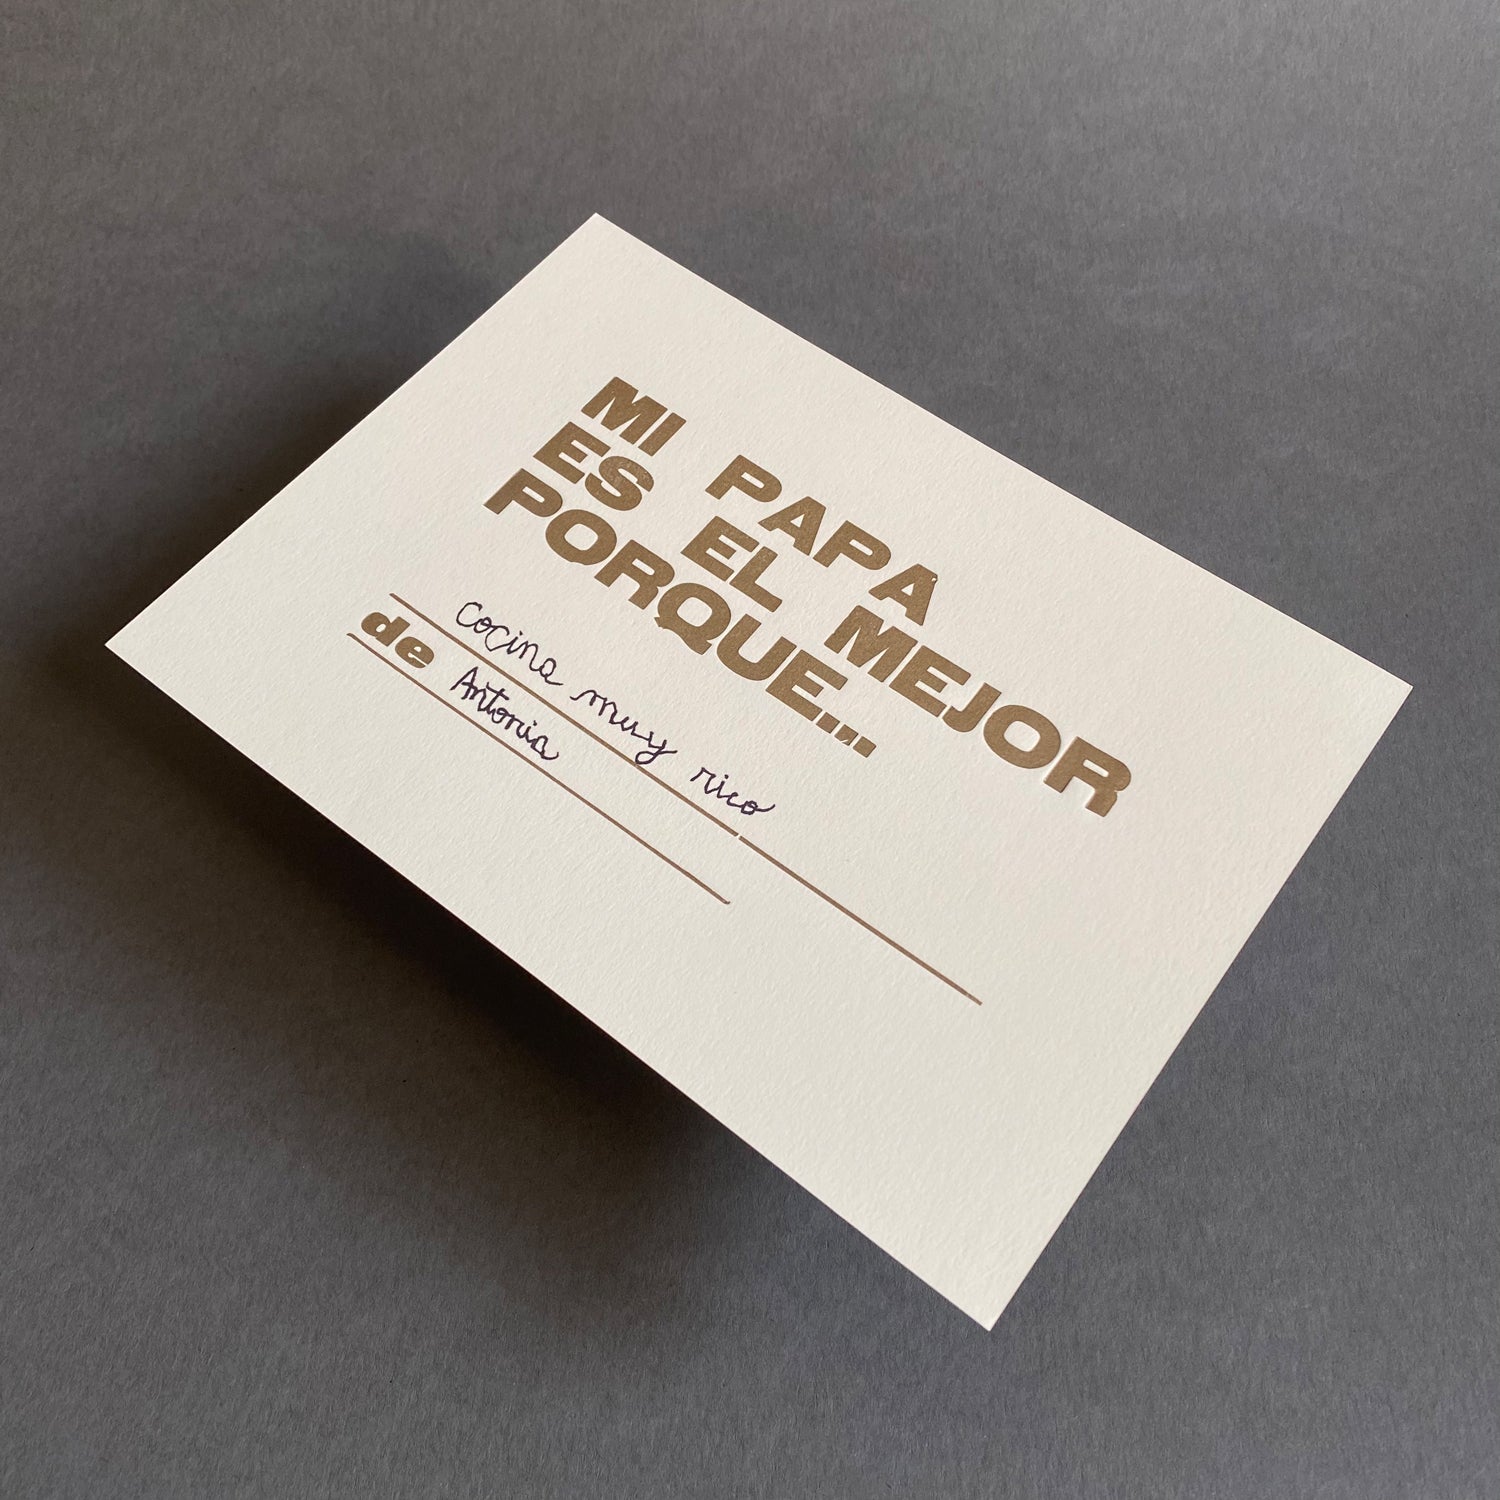 MI PAPA
ES EL MEJOR
PORQUE...
cocina muy rico
de Antonia